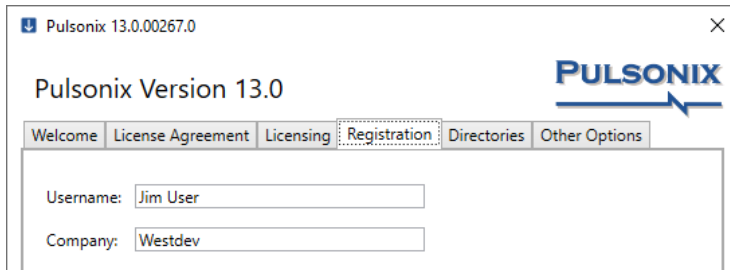 Pulsonix 13.0.00267.0
Pulsonix Version 13.0
PULSONIX
Welcome License Agreement Licensing Registration Directories Other Options
Username: Jim User
Company: Westdev